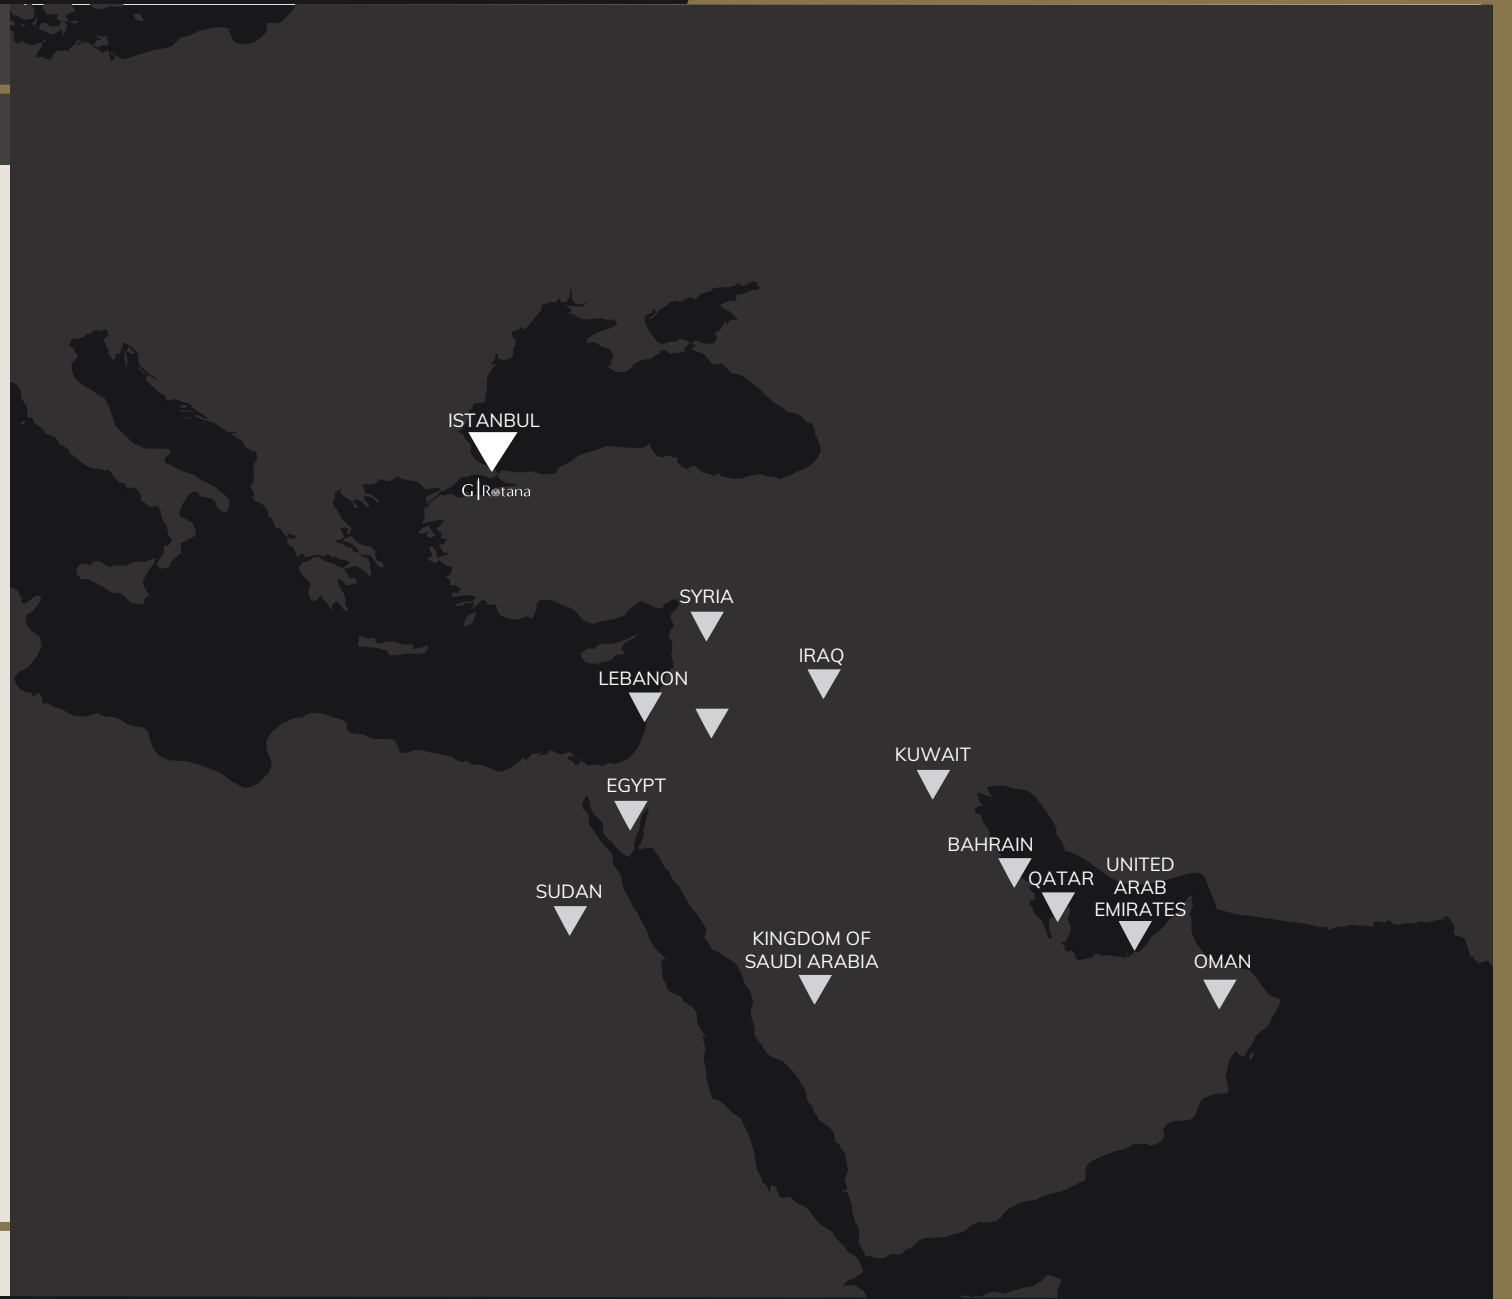 ISTANBUL
G|Rotana
SYRIA
IRAQ
LEBANON
KUWAIT
EGYPT
BAHRAIN
UNITED
ARAB
EMIRATES
QATAR
SUDAN
KINGDOM OF
SAUDI ARABIA
OMAN